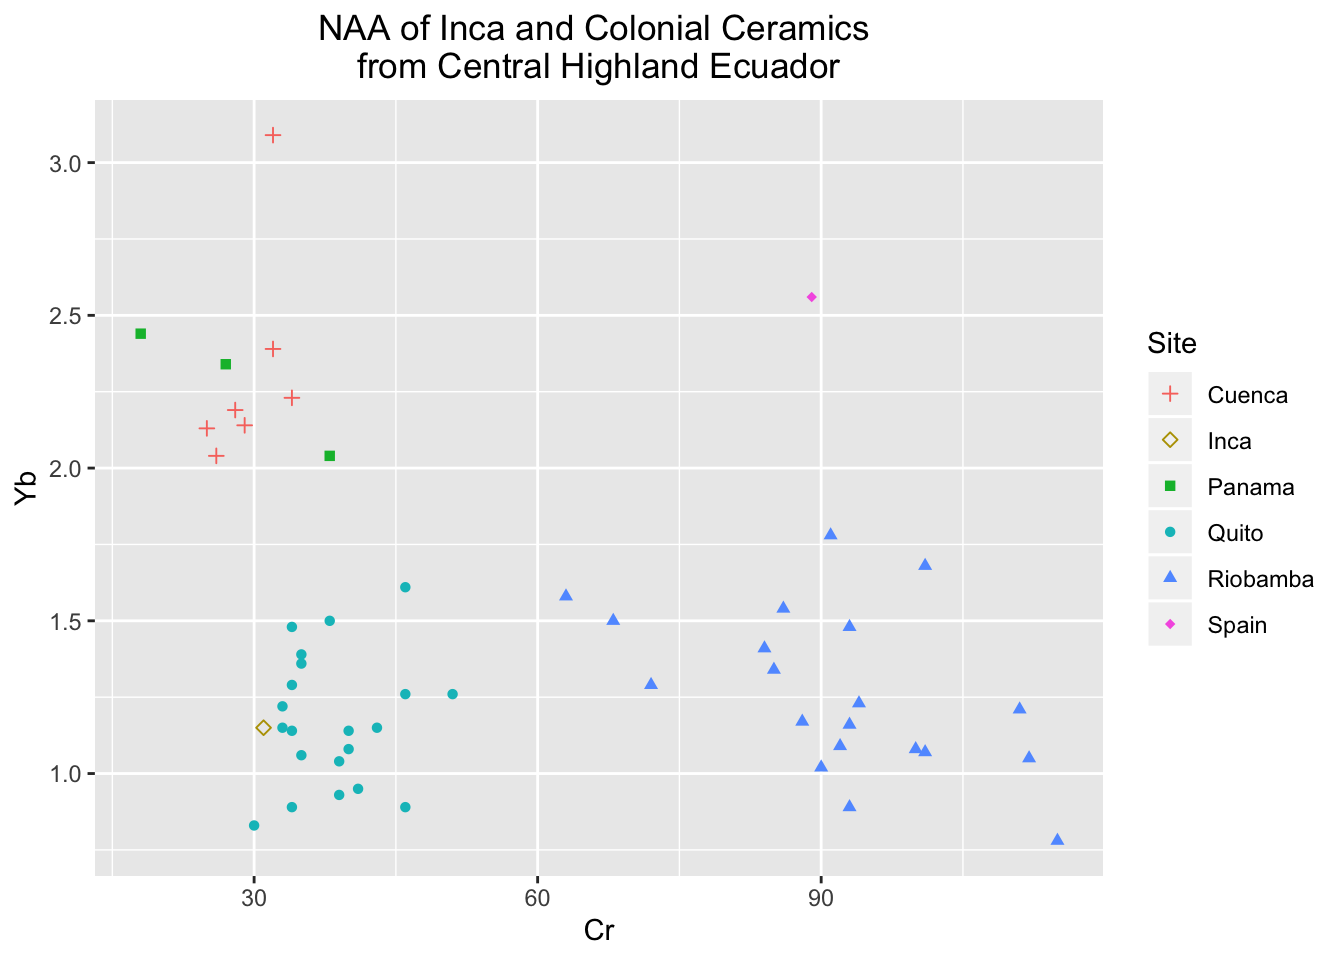 NAA of Inca and Colonial Ceramics
from Central Highland Ecuador
3.0
2.5
2.0
1.5
1.0
Yb
30 60 90
Cr
Site
Cuenca
Inca
Panama
Quito
Riobamba
Spain